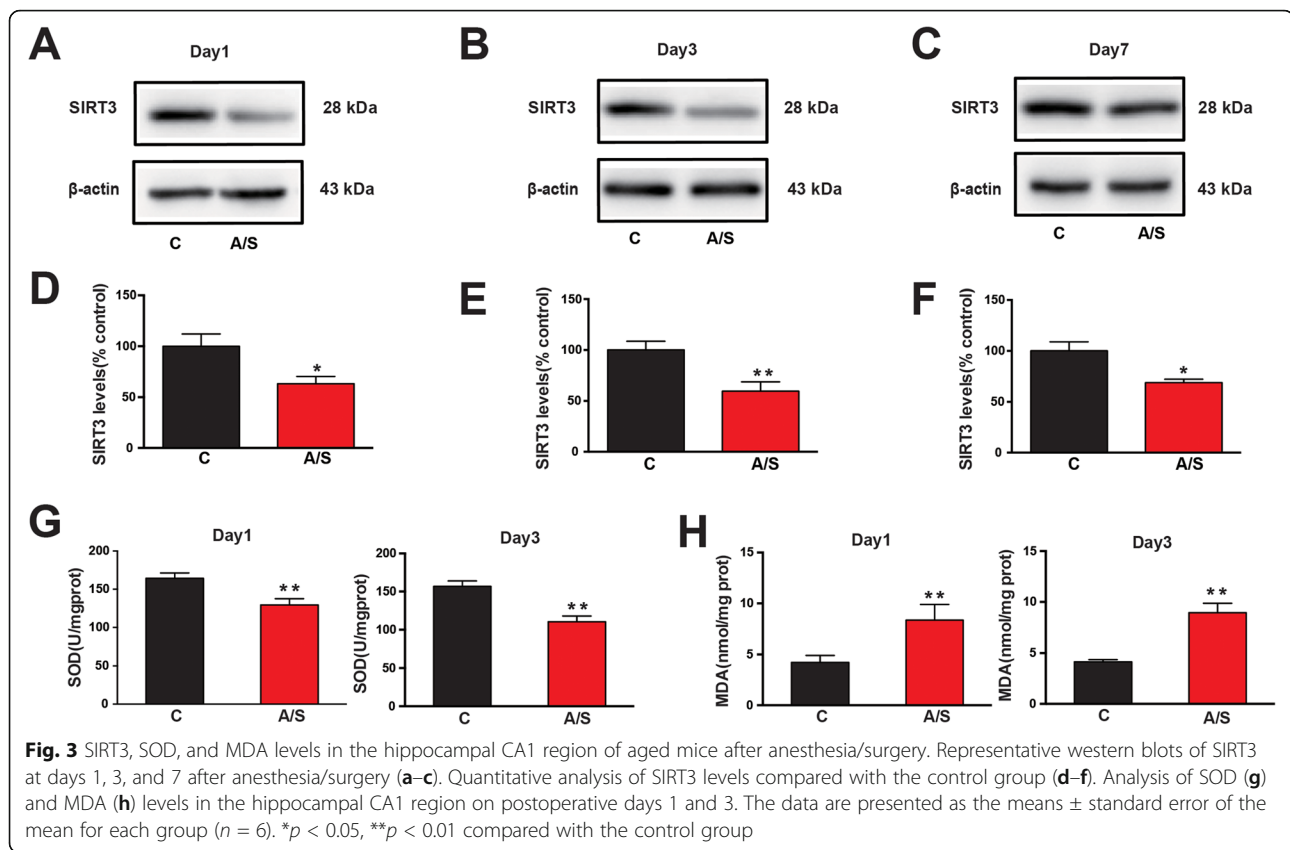 A
B
C
Day1
Day3
Day7
SIRT3
28 kDa
SIRT3
28 kDa
SIRT3
28 kDa
β-actin
43 kDa
β-actin
43 kDa
β-actin
43 kDa
C A/S
C A/S
C A/S
D
SIRT3 levels(% control)
150
100
50
0
*
C A/S
E
SIRT3 levels(% control)
150
100
50
0
**
C A/S
F
SIRT3 levels(% control)
150
100
50
0
*
C A/S
G
Day1
SOD(U/mgprot)
200
150
100
50
0
**
C A/S
Day3
SOD(U/mgprot)
200
150
100
50
0
**
C A/S
H
Day1
MDA(nmol/mg prot)
15
10
5
0
**
C A/S
Day3
MDA(nmol/mg prot)
15
10
5
0
**
C A/S
Fig. 3 SIRT3, SOD, and MDA levels in the hippocampal CA1 region of aged mice after anesthesia/surgery. Representative western blots of SIRT3
at days 1, 3, and 7 after anesthesia/surgery (a–c). Quantitative analysis of SIRT3 levels compared with the control group (d–f). Analysis of SOD (g)
and MDA (h) levels in the hippocampal CA1 region on postoperative days 1 and 3. The data are presented as the means ± standard error of the
mean for each group (n = 6). *p < 0.05, **p < 0.01 compared with the control group